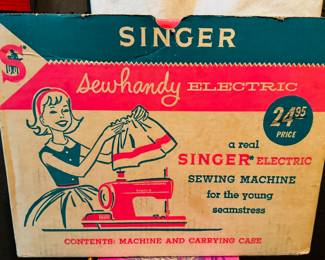 SINGER
sewhandy ELECTRIC
24.95
PRICE
a real
SINGER ELECTRIC
SEWING MACHINE
for the young
seamstress
CONTENTS: MACHINE AND CARRYING CASE